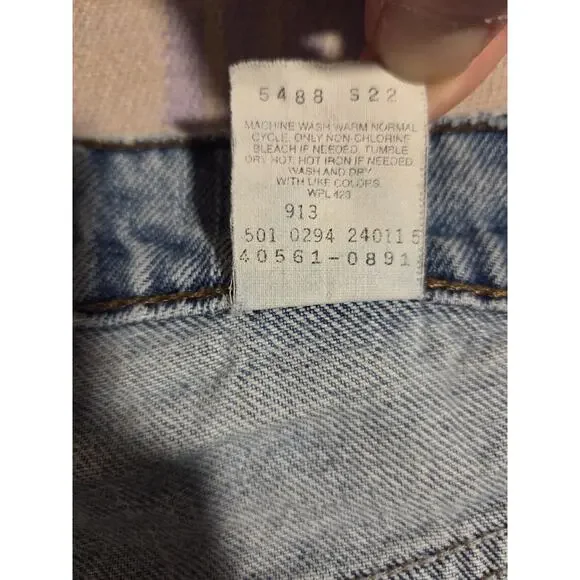 5488 S22
MACHINE WASH WARM NORMAL
CYCLE. ONLY NON-CHLORINE
BLEACH IF NEEDED. TUMBLE
DRY HOT. HOT IRON IF NEEDED
WASH AND DRY
WITH LIKE COLORS.
WPL 423
913
501 0294 240115
40561-0891